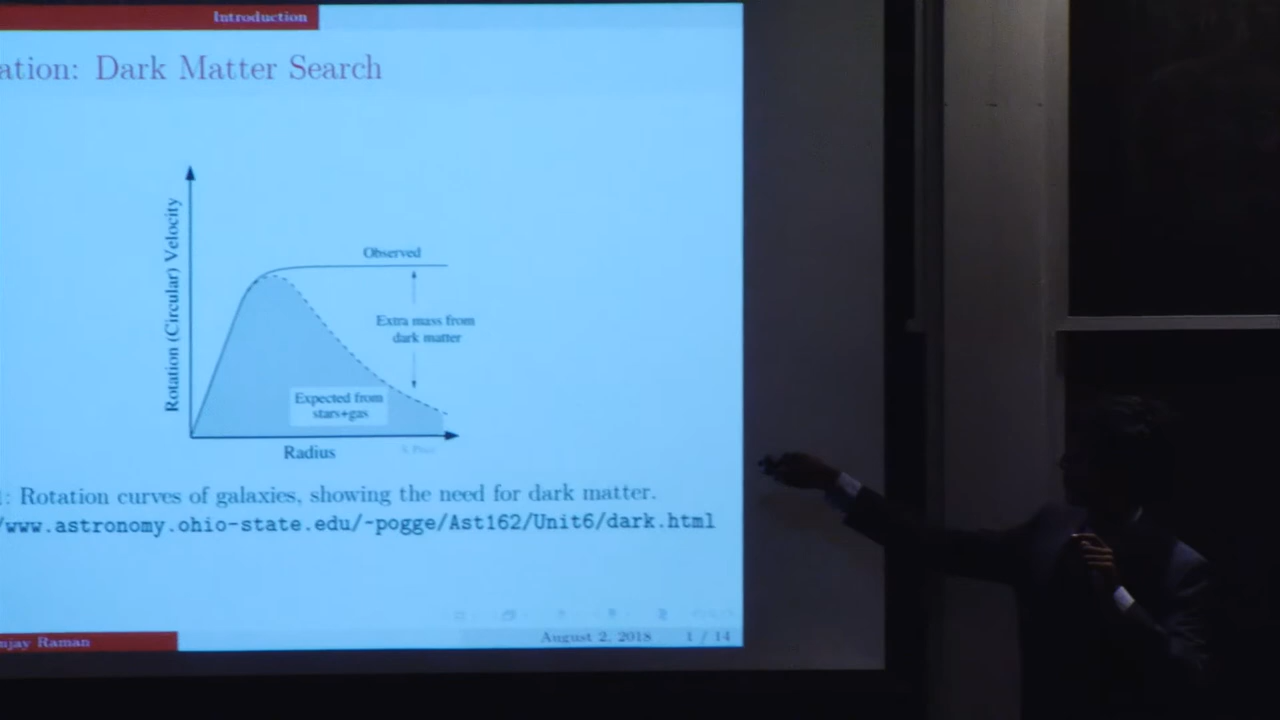 Introduction
ation: Dark Matter Search
Rotation (Circular) Velocity
Observed
Extra mass from
dark matter
Expected from
stars+gas
Radius
: Rotation curves of galaxies, showing the need for dark matter.
/www.astronomy.ohio-state.edu/~pogge/Ast162/Unit6/dark.html
njay Raman
August 2, 2018 1 / 14